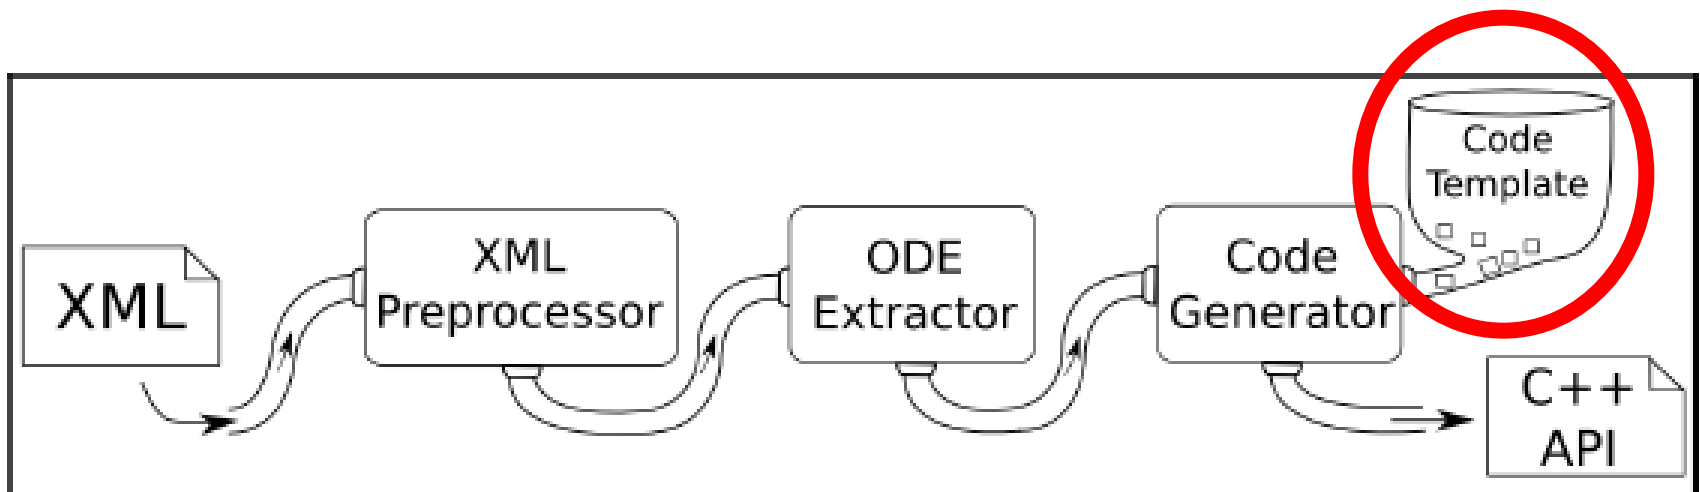 XML
XML
Preprocessor
ODE
Extractor
Code
Generator
Code
Template
C++
API